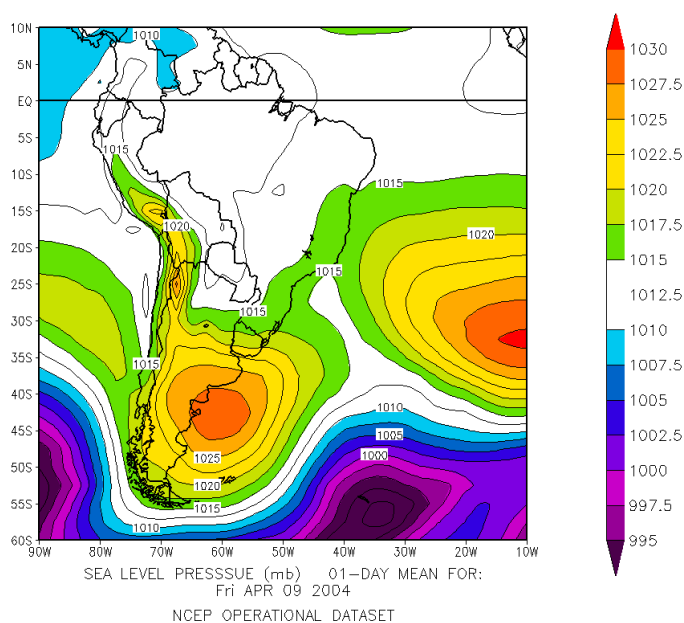 10N
5N
EQ
5S
10S
15S
20S
25S
30S
35S
40S
45S
50S
55S
60S
90W 80W 70W 60W 50W 40W 30W 20W 10W
1010
1015
1015
1020
1020
1015
1015
1015
1010
1005
1000
1025
1020
1015
1010
1030
1027.5
1025
1022.5
1020
1017.5
1015
1012.5
1010
1007.5
1005
1002.5
1000
997.5
995
SEA LEVEL PRESSSUE (mb) 01-DAY MEAN FOR:
Fri APR 09 2004
NCEP OPERATIONAL DATASET